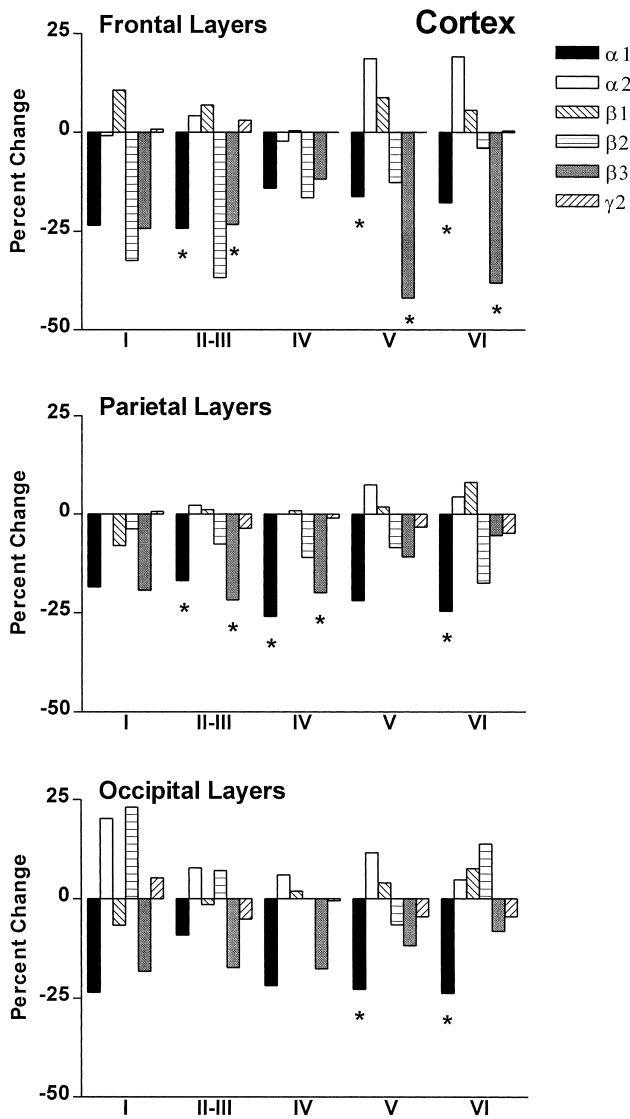 Frontal Layers
Cortex
α1
α2
β1
β2
β3
γ2
Percent Change
25
0
-25
-50
* * * * * *
I II-III IV V VI
Parietal Layers
Percent Change
25
0
-25
-50
* * * * *
I II-III IV V VI
Occipital Layers
Percent Change
25
0
-25
-50
* *
I II-III IV V VI